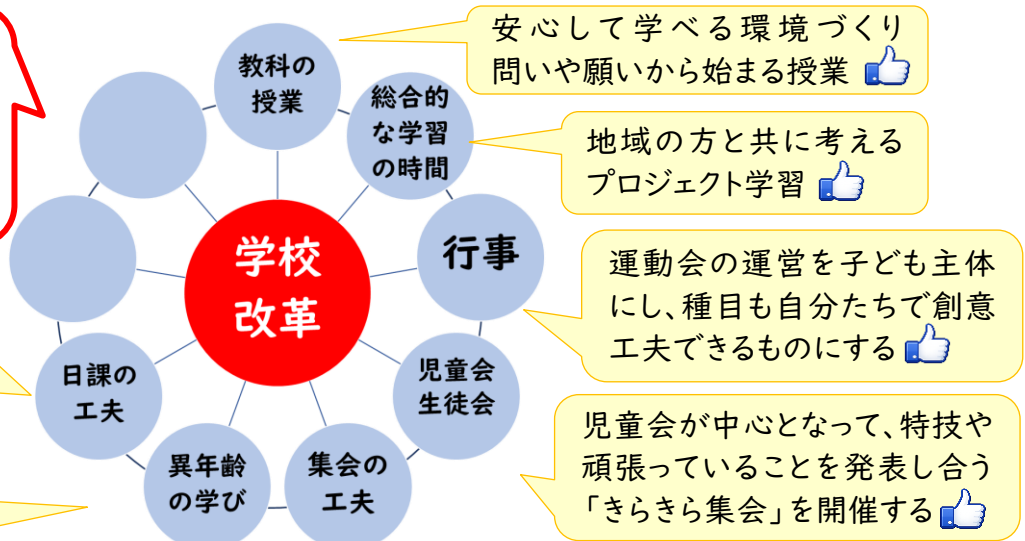 安心して学べる環境づくり
問いや願いから始まる授業
教科の
授業
総合的
な学習
の時間
地域の方と共に考える
プロジェクト学習
学校
改革
行事
運動会の運営を子ども主体
にし、種目も自分たちで創意
工夫できるものにする
児童会
生徒会
日課の
工夫
児童会が中心となって、特技や
頑張っていることを発表し合う
「きらきら集会」を開催する
異年齢
の学び
集会の
工夫